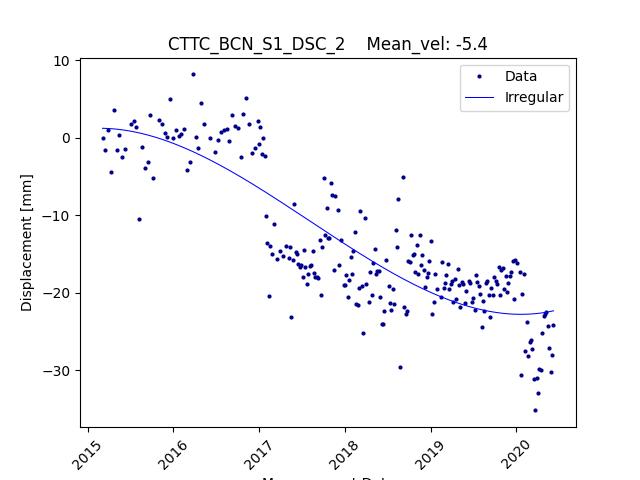 CTTC_BCN_S1_DSC_2    Mean_vel: -5.4
Data
Irregular
Displacement [mm]
10
0
−10
−20
−30
2015
2016
2017
2018
2019
2020